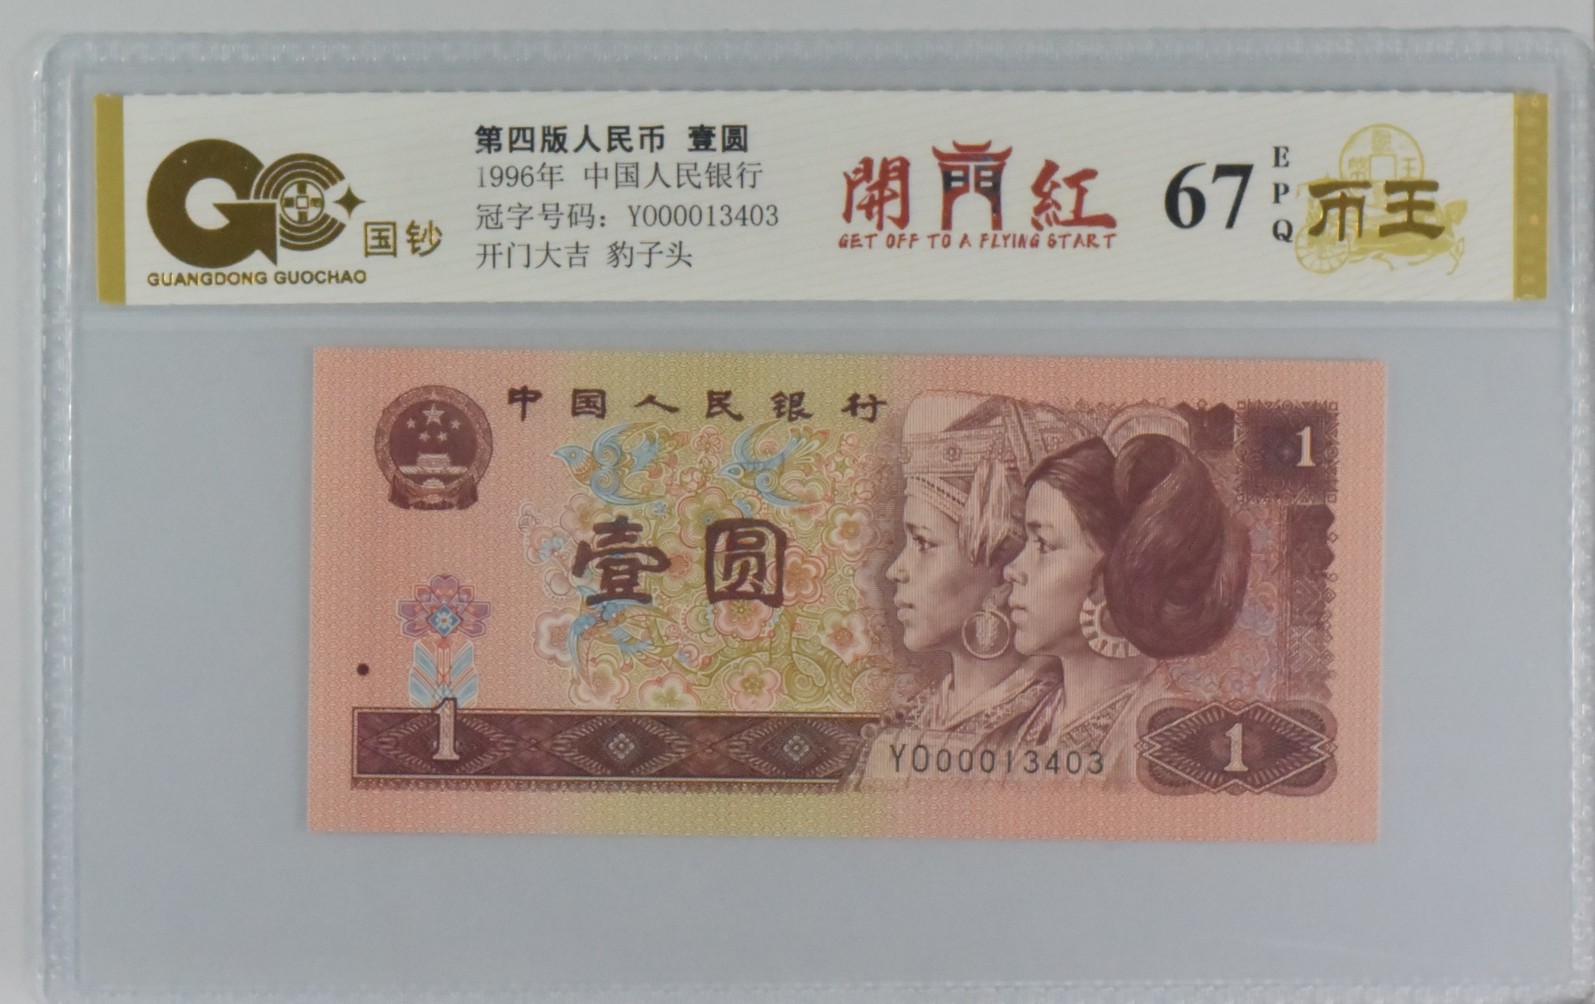 第四版人民币 壹圆
1996年 中国人民银行
冠字号码：YO00013403
开门大吉 豹子头
国钞
GUANGDONG GUOCHAO
開門紅
GET OFF TO A FLYING START
67
EPQ
币王
中国人民银行
1
壹圆
1
YO00013403
1